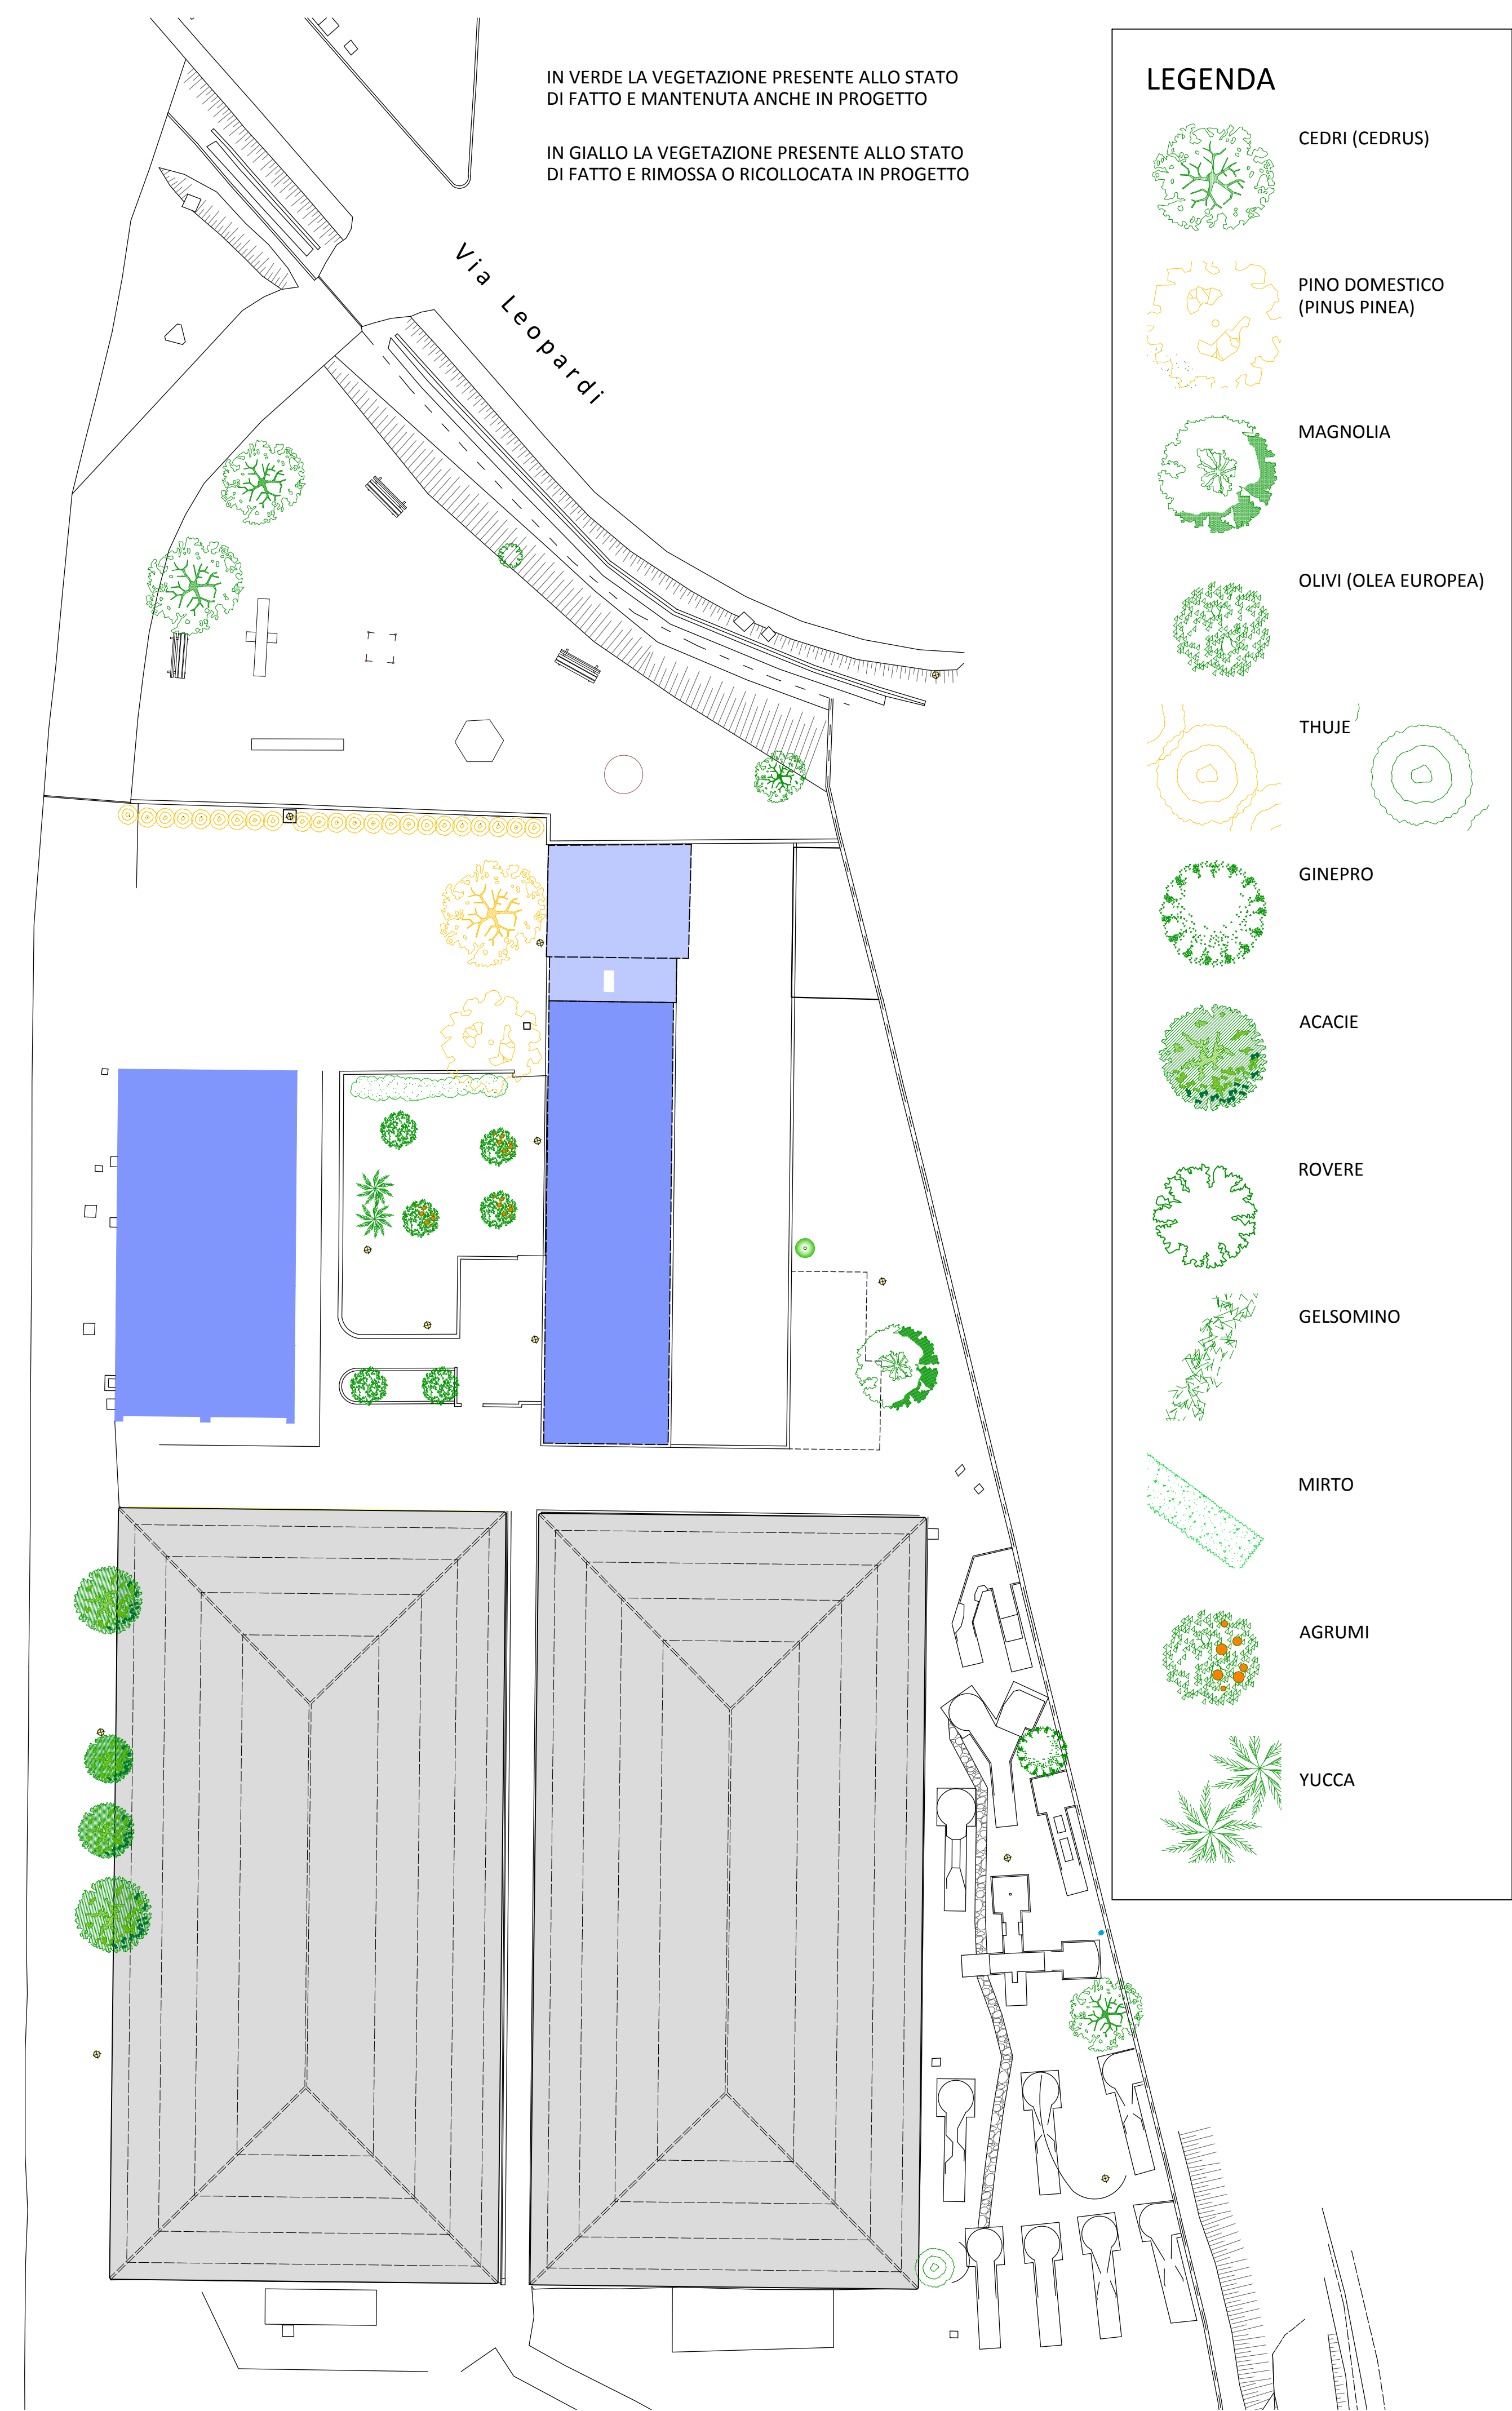 IN VERDE LA VEGETAZIONE PRESENTE ALLO STATO
DI FATTO E MANTENUTA ANCHE IN PROGETTO
IN GIALLO LA VEGETAZIONE PRESENTE ALLO STATO
DI FATTO E RIMOSSA O RICOLLOCATA IN PROGETTO
Via Leopardi
LEGENDA
CEDRI (CEDRUS)
PINO DOMESTICO
(PINUS PINEA)
MAGNOLIA
OLIVI (OLEA EUROPEA)
THUJE
GINEPRO
ACACIE
ROVERE
GELSOMINO
MIRTO
AGRUMI
YUCCA